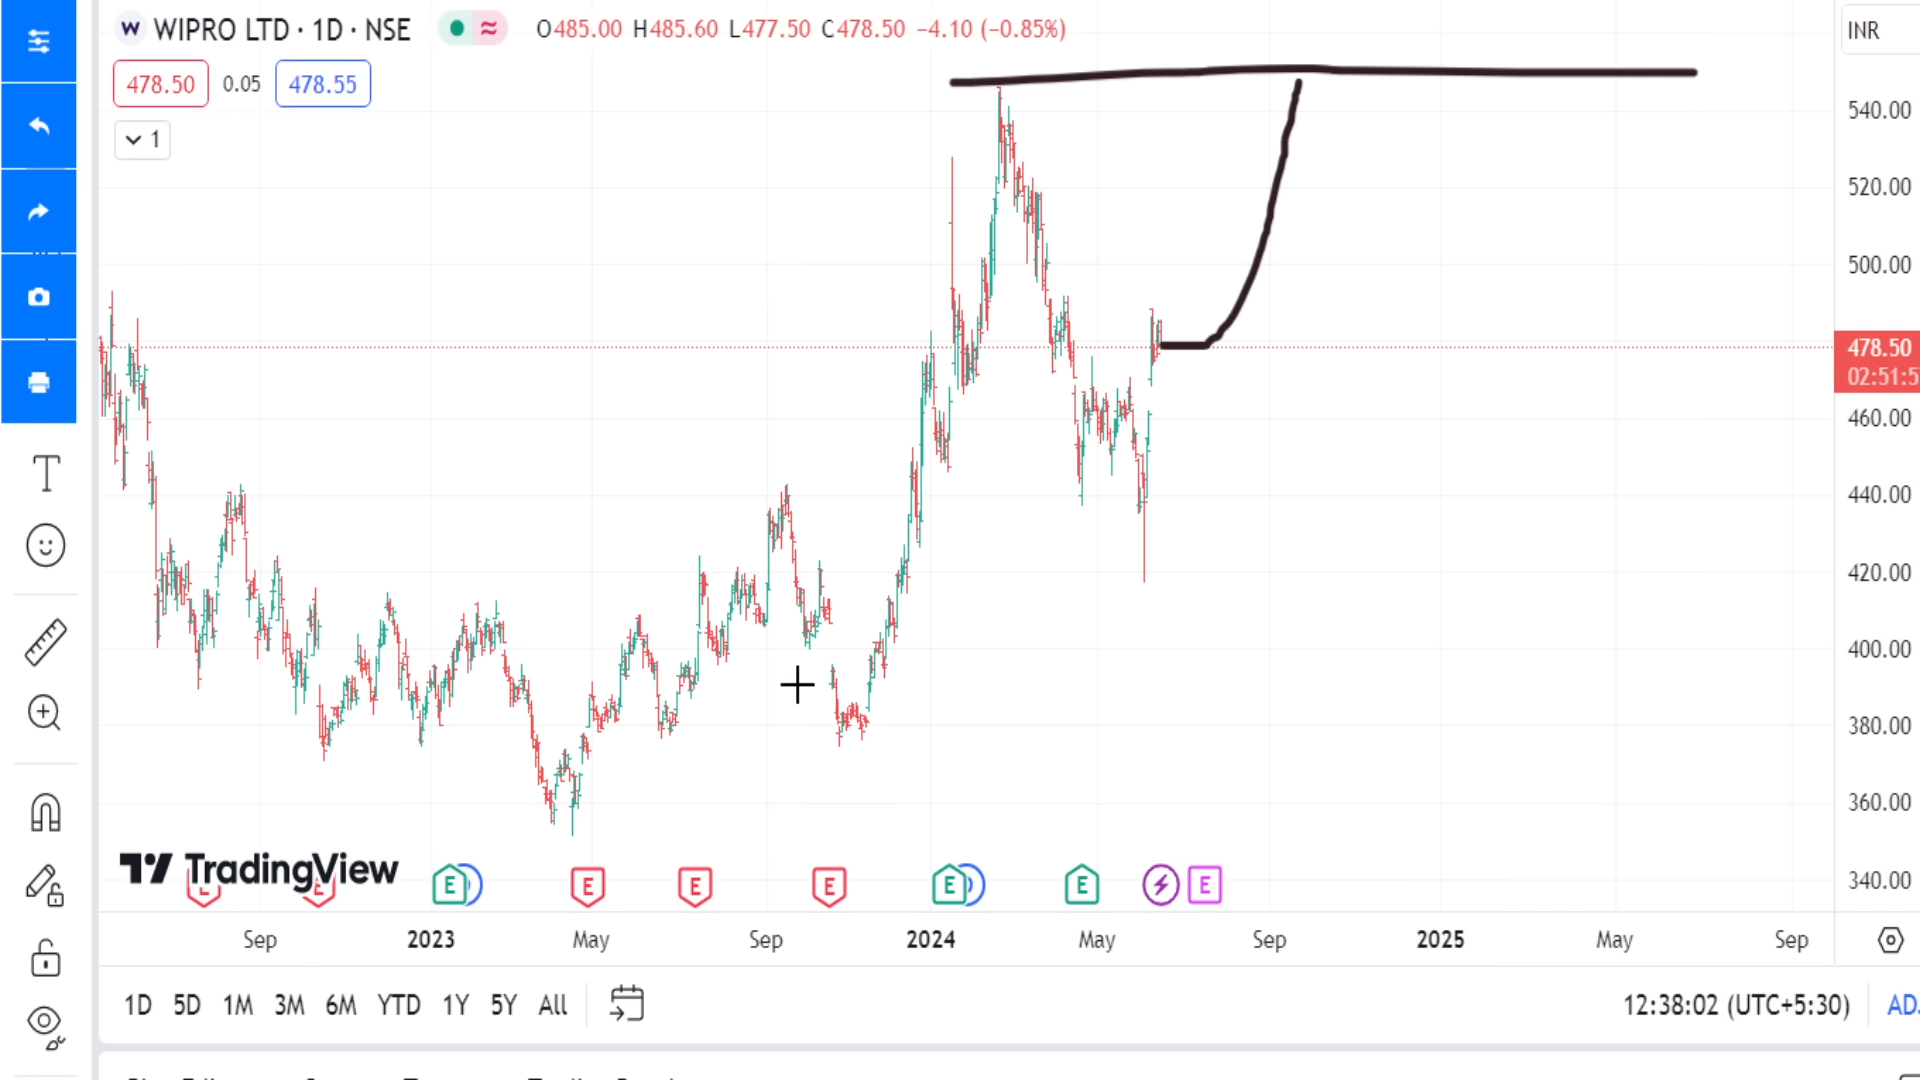 W WIPRO LTD · 1D · NSE O485.00 H485.60 L477.50 C478.50 −4.10 (−0.85%)
INR
478.50 0.05 478.55
1
540.00
520.00
500.00
478.50
02:51:5
460.00
440.00
420.00
400.00
380.00
360.00
340.00
TradingView
E E E E E E E E E
Sep 2023 May Sep 2024 May Sep 2025 May Sep
1D 5D 1M 3M 6M YTD 1Y 5Y All
12:38:02 (UTC+5:30) ADJ